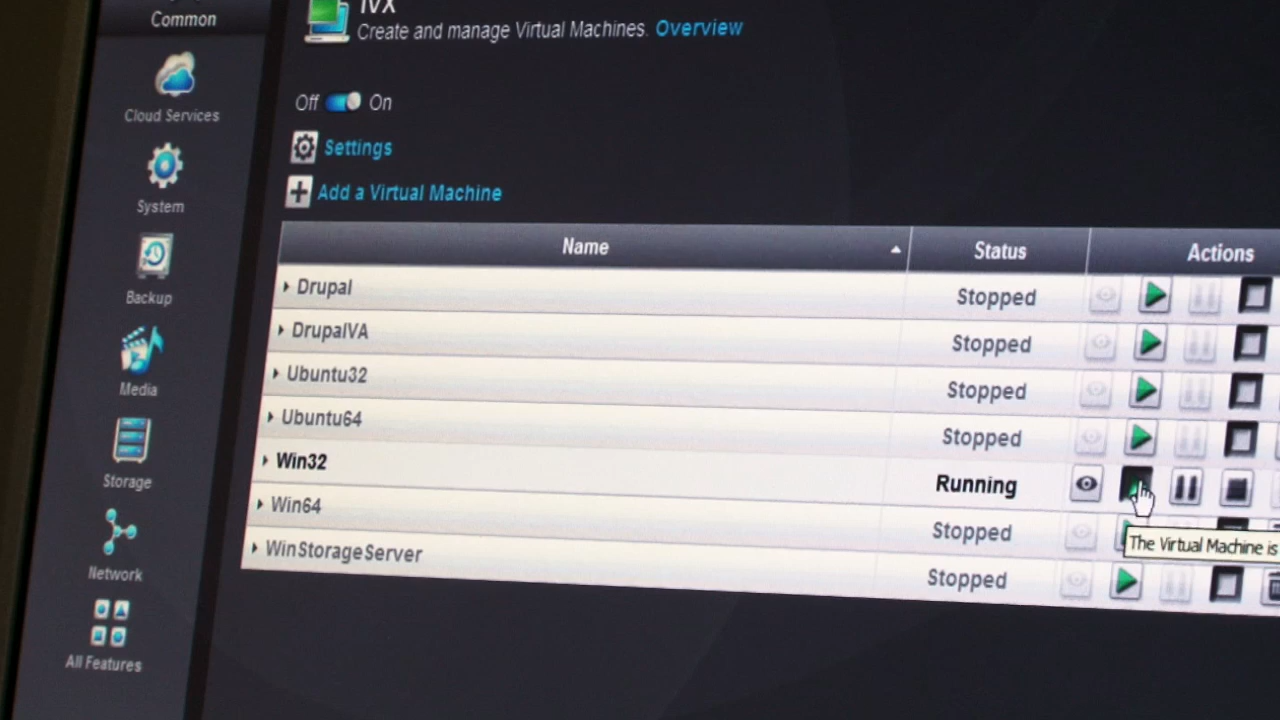 Common
IVX
Create and manage Virtual Machines. Overview
Cloud Services
Off On
Settings
System
Add a Virtual Machine
Name Status Actions
Backup
Drupal Stopped
DrupalVA Stopped
Media
Ubuntu32 Stopped
Ubuntu64 Stopped
Storage
Win32 Running
Win64 Stopped
The Virtual Machine is
Network
WinStorageServer Stopped
All Features